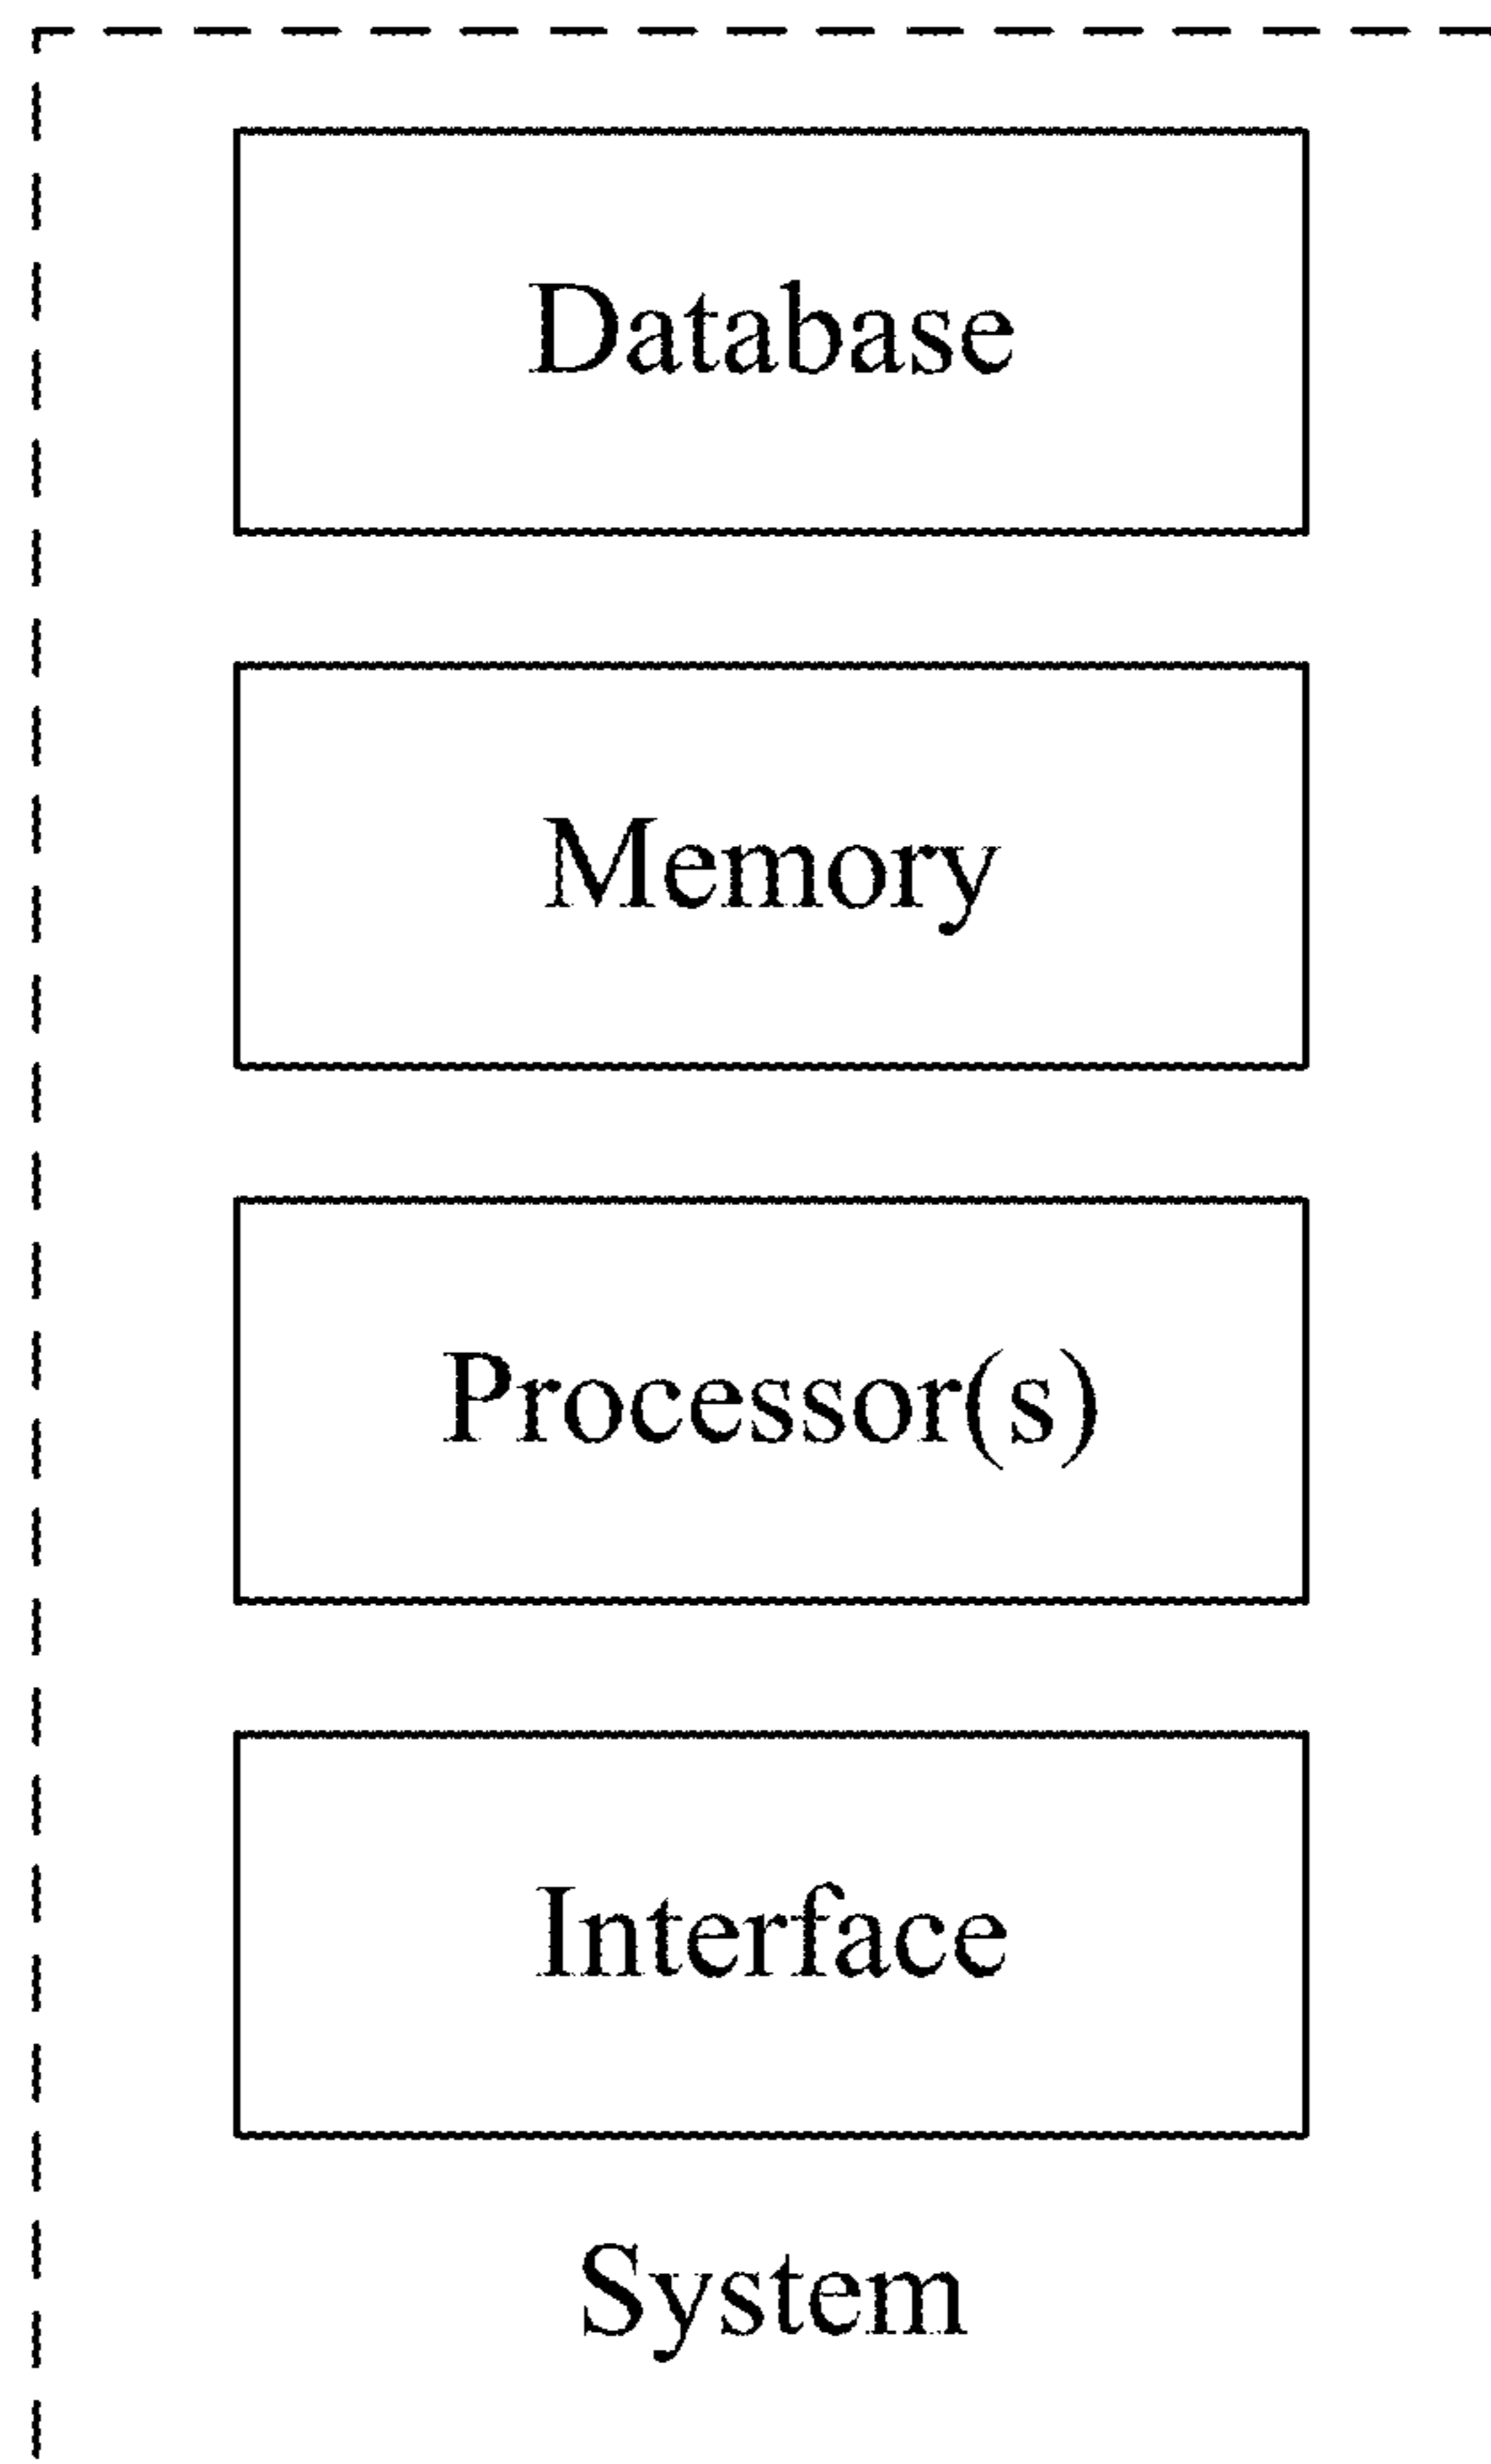 Database
Memory
Processor(s)
Interface
System